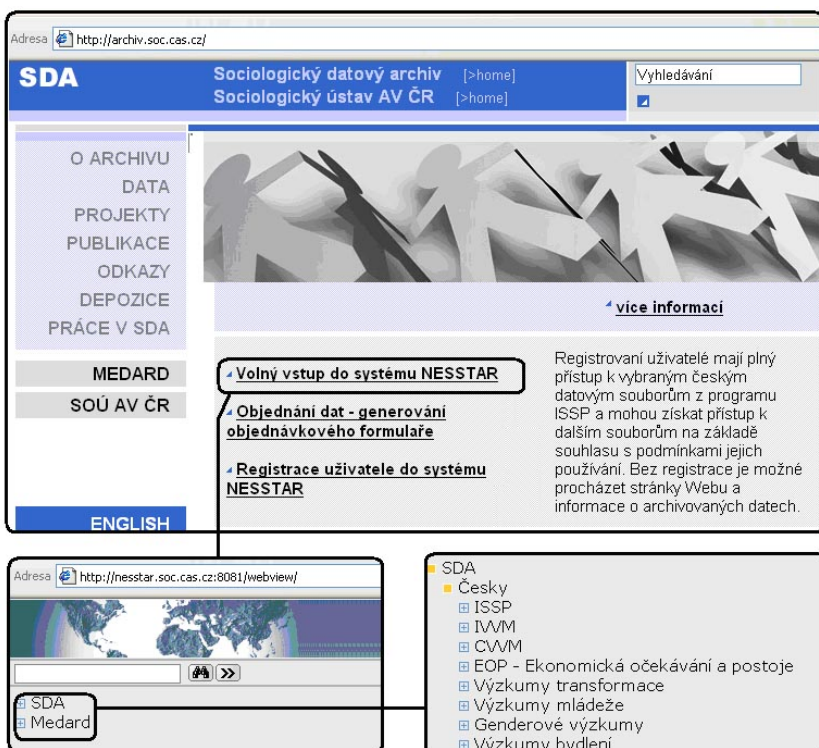 Adresa http://archiv.soc.cas.cz/
SDA
Sociologický datový archiv [>home]
Sociologický ústav AV ČR [>home]
Vyhledávání
O ARCHIVU
DATA
PROJEKTY
PUBLIKACE
ODKAZY
DEPOZICE
PRÁCE V SDA
MEDARD
SOÚ AV ČR
ENGLISH
více informací
Volný vstup do systému NESSTAR
Objednání dat - generování
objednávkového formulaře
Registrace uživatele do systému
NESSTAR
Registrovaní uživatelé mají plný
přístup k vybraným českým
datovým souborům z programu
ISSP a mohou získat přístup k
dalším souborům na základě
souhlasu s podmínkami jejich
používání. Bez registrace je možné
procházet stránky Webu a
informace o archivovaných datech.
Adresa http://nesstar.soc.cas.cz:8081/webview/
SDA
Medard
SDA
Česky
ISSP
IVVM
CVVM
EOP - Ekonomická očekávání a postoje
Výzkumy transformace
Výzkumy mládeže
Genderové výzkumy
Výzkumy bydlení